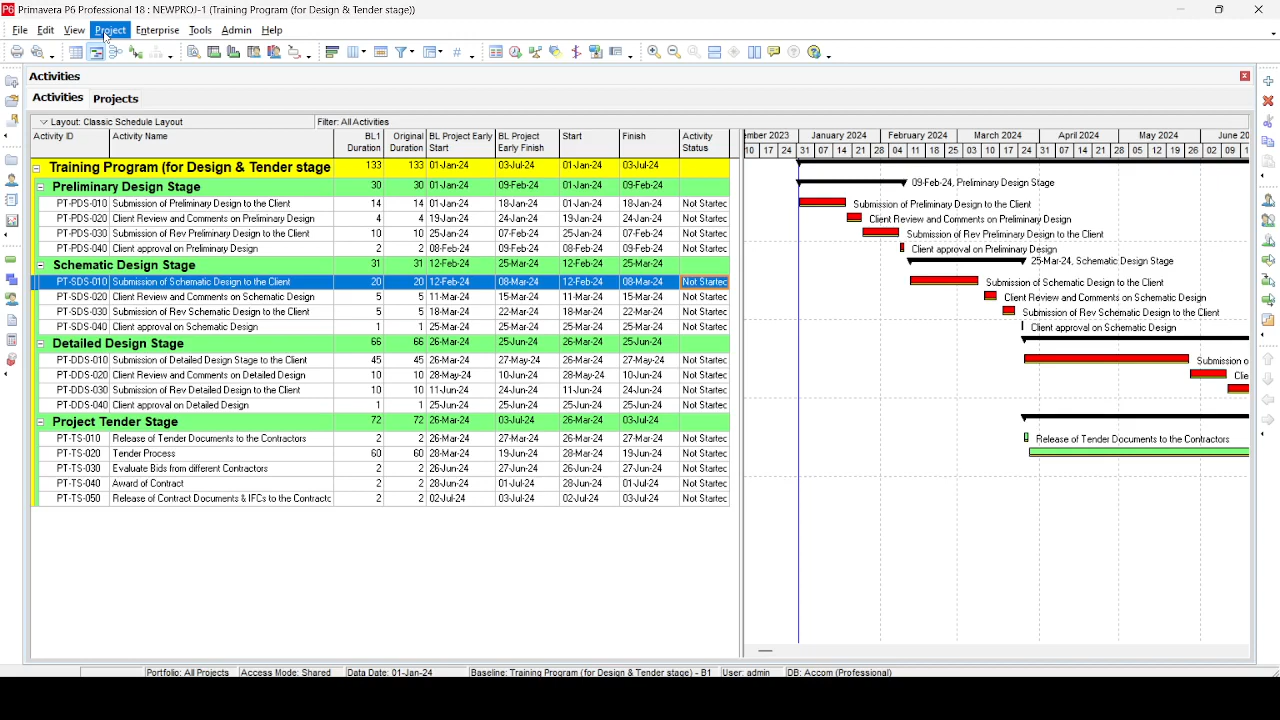 P6 Primavera P6 Professional 18 : NEWPROJ-1 (Training Program (for Design & Tender stage))
File Edit View Project Enterprise Tools Admin Help
Activities
Activities Projects
Layout: Classic Schedule Layout Filter: All Activities
Activity ID Activity Name BL1 Duration Original Duration BL Project Early Start BL Project Early Finish Start Finish Activity Status
January 2024 February 2024 March 2024 April 2024 May 2024
10 17 24 31 07 14 21 28 04 11 18 25 03 10 17 24 31 07 14 21 28 05 12 19 26 02 09
Training Program (for Design & Tender stage 133 133 01-Jan-24 03-Jul-24 01-Jan-24 03-Jul-24
Preliminary Design Stage 30 30 01-Jan-24 09-Feb-24 01-Jan-24 09-Feb-24 09-Feb-24, Preliminary Design Stage
PT-PDS-010 Submission of Preliminary Design to the Client 14 14 01-Jan-24 18-Jan-24 01-Jan-24 18-Jan-24 Not Startec Submission of Preliminary Design to the Client
PT-PDS-020 Client Review and Comments on Preliminary Design 4 4 19-Jan-24 24-Jan-24 19-Jan-24 24-Jan-24 Not Startec Client Review and Comments on Preliminary Design
PT-PDS-030 Submission of Rev Preliminary Design to the Client 10 10 25-Jan-24 07-Feb-24 25-Jan-24 07-Feb-24 Not Startec Submission of Rev Preliminary Design to the Client
PT-PDS-040 Client approval on Preliminary Design 2 2 08-Feb-24 09-Feb-24 08-Feb-24 09-Feb-24 Not Startec Client approval on Preliminary Design
Schematic Design Stage 31 31 12-Feb-24 25-Mar-24 12-Feb-24 25-Mar-24 25-Mar-24, Schematic Design Stage
PT-SDS-010 Submission of Schematic Design to the Client 20 20 12-Feb-24 08-Mar-24 12-Feb-24 08-Mar-24 Not Startec Submission of Schematic Design to the Client
PT-SDS-020 Client Review and Comments on Schematic Design 5 5 11-Mar-24 15-Mar-24 11-Mar-24 15-Mar-24 Not Startec Client Review and Comments on Schematic Design
PT-SDS-030 Submission of Rev Schematic Design to the Client 5 5 18-Mar-24 22-Mar-24 18-Mar-24 22-Mar-24 Not Startec Submission of Rev Schematic Design to the Client
PT-SDS-040 Client approval on Schematic Design 1 1 25-Mar-24 25-Mar-24 25-Mar-24 25-Mar-24 Not Startec Client approval on Schematic Design
Detailed Design Stage 66 66 26-Mar-24 25-Jun-24 26-Mar-24 25-Jun-24
PT-DDS-010 Submission of Detailed Design Stage to the Client 45 45 26-Mar-24 27-May-24 26-Mar-24 27-May-24 Not Startec Submission o
PT-DDS-020 Client Review and Comments on Detailed Design 10 10 28-May-24 10-Jun-24 28-May-24 10-Jun-24 Not Startec Clie
PT-DDS-030 Submission of Rev Detailed Design to the Client 10 10 11-Jun-24 24-Jun-24 11-Jun-24 24-Jun-24 Not Startec
PT-DDS-040 Client approval on Detailed Design 1 1 25-Jun-24 25-Jun-24 25-Jun-24 25-Jun-24 Not Startec
Project Tender Stage 72 72 26-Mar-24 03-Jul-24 26-Mar-24 03-Jul-24
PT-TS-010 Release of Tender Documents to the Contractors 2 2 26-Mar-24 27-Mar-24 26-Mar-24 27-Mar-24 Not Startec Release of Tender Documents to the Contractors
PT-TS-020 Tender Process 60 60 28-Mar-24 19-Jun-24 28-Mar-24 19-Jun-24 Not Startec
PT-TS-030 Evaluate Bids from different Contractors 2 2 26-Jun-24 27-Jun-24 26-Jun-24 27-Jun-24 Not Startec
PT-TS-040 Award of Contract 2 2 28-Jun-24 01-Jul-24 28-Jun-24 01-Jul-24 Not Startec
PT-TS-050 Release of Contract Documents & IFCs to the Contractc 2 2 02-Jul-24 03-Jul-24 02-Jul-24 03-Jul-24 Not Startec
Portfolio: All Projects Access Mode: Shared Data Date: 01-Jan-24 Baseline: Training Program (for Design & Tender stage) - B1 User: admin DB: Accom (Professional)